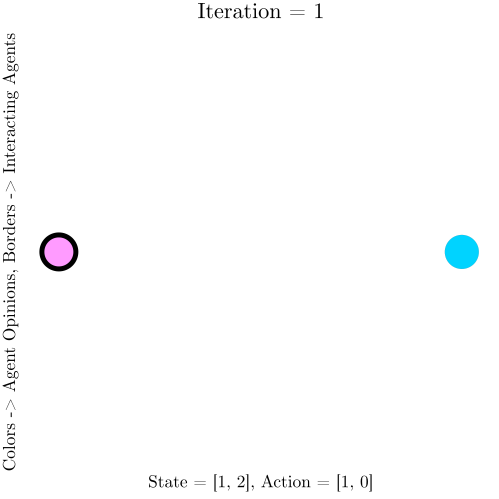 Iteration = 1
Colors -> Agent Opinions, Borders -> Interacting Agents
State = [1, 2], Action = [1, 0]